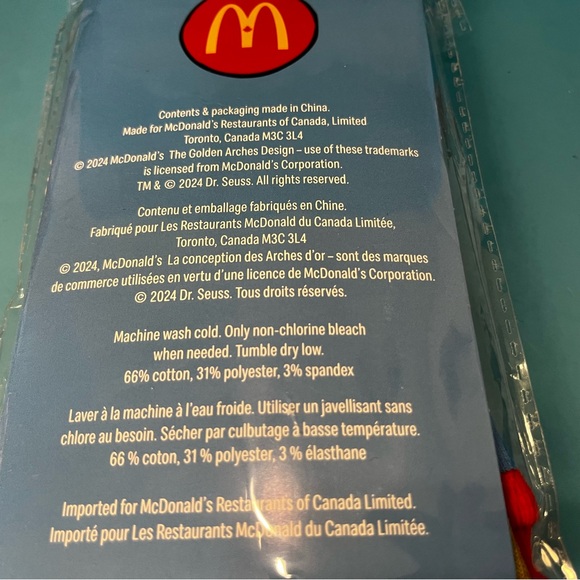 Contents & packaging made in China.
Made for McDonald's Restaurants of Canada, Limited
Toronto, Canada M3C 3L4
© 2024 McDonald's The Golden Arches Design – use of these trademarks
is licensed from McDonald's Corporation.
TM & © 2024 Dr. Seuss. All rights reserved.
Contenu et emballage fabriqués en Chine.
Fabriqué pour Les Restaurants McDonald du Canada Limitée,
Toronto, Canada M3C 3L4
© 2024, McDonald's La conception des Arches d'or – sont des marques
de commerce utilisées en vertu d'une licence de McDonald's Corporation.
© 2024 Dr. Seuss. Tous droits réservés.
Machine wash cold. Only non-chlorine bleach
when needed. Tumble dry low.
66% cotton, 31% polyester, 3% spandex
Laver à la machine à l'eau froide. Utiliser un javellisant sans
chlore au besoin. Sécher par culbutage à basse température.
66 % coton, 31 % polyester, 3 % élasthane
Imported for McDonald's Restaurants of Canada Limited.
Importé pour Les Restaurants McDonald du Canada Limitée.